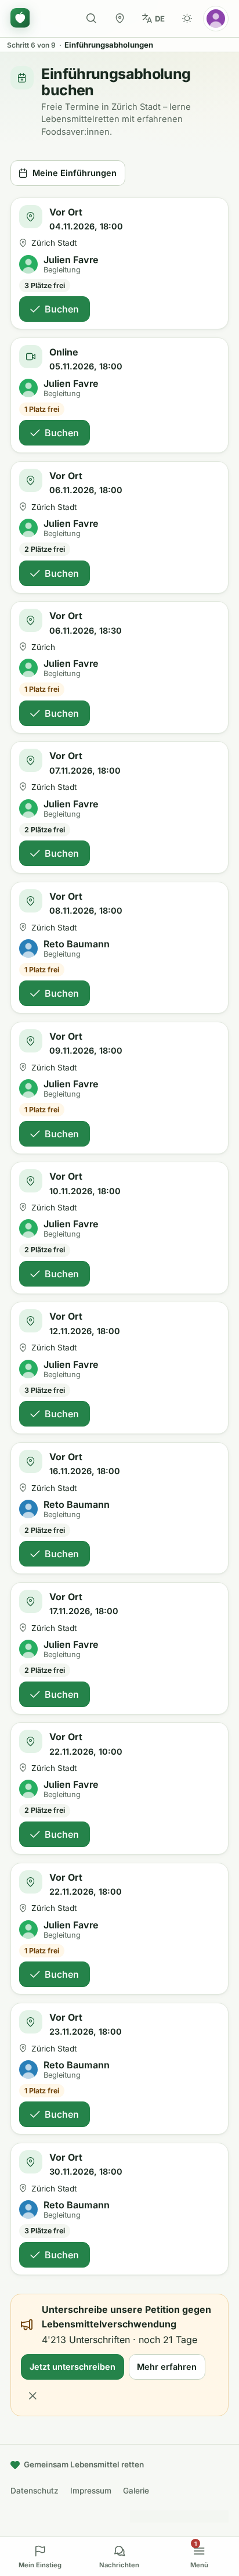 DE
Schritt 6 von 9 · Einführungsabholungen
Einführungsabholung
buchen
Freie Termine in Zürich Stadt – lerne
Lebensmittelretten mit erfahrenen
Foodsaver:innen.
Meine Einführungen
Vor Ort
04.11.2026, 18:00
Zürich Stadt
Julien Favre
Begleitung
3 Plätze frei
Buchen
Online
05.11.2026, 18:00
Julien Favre
Begleitung
1 Platz frei
Buchen
Vor Ort
06.11.2026, 18:00
Zürich Stadt
Julien Favre
Begleitung
2 Plätze frei
Buchen
Vor Ort
06.11.2026, 18:30
Zürich
Julien Favre
Begleitung
1 Platz frei
Buchen
Vor Ort
07.11.2026, 18:00
Zürich Stadt
Julien Favre
Begleitung
2 Plätze frei
Buchen
Vor Ort
08.11.2026, 18:00
Zürich Stadt
Reto Baumann
Begleitung
1 Platz frei
Buchen
Vor Ort
09.11.2026, 18:00
Zürich Stadt
Julien Favre
Begleitung
1 Platz frei
Buchen
Vor Ort
10.11.2026, 18:00
Zürich Stadt
Julien Favre
Begleitung
2 Plätze frei
Buchen
Vor Ort
12.11.2026, 18:00
Zürich Stadt
Julien Favre
Begleitung
3 Plätze frei
Buchen
Vor Ort
16.11.2026, 18:00
Zürich Stadt
Reto Baumann
Begleitung
2 Plätze frei
Buchen
Vor Ort
17.11.2026, 18:00
Zürich Stadt
Julien Favre
Begleitung
2 Plätze frei
Buchen
Vor Ort
22.11.2026, 10:00
Zürich Stadt
Julien Favre
Begleitung
2 Plätze frei
Buchen
Vor Ort
22.11.2026, 18:00
Zürich Stadt
Julien Favre
Begleitung
1 Platz frei
Buchen
Vor Ort
23.11.2026, 18:00
Zürich Stadt
Reto Baumann
Begleitung
1 Platz frei
Buchen
Vor Ort
30.11.2026, 18:00
Zürich Stadt
Reto Baumann
Begleitung
3 Plätze frei
Buchen
Unterschreibe unsere Petition gegen
Lebensmittelverschwendung
4'213 Unterschriften · noch 21 Tage
Jetzt unterschreiben
Mehr erfahren
Gemeinsam Lebensmittel retten
Datenschutz Impressum Galerie
1
Mein Einstieg Nachrichten Menü